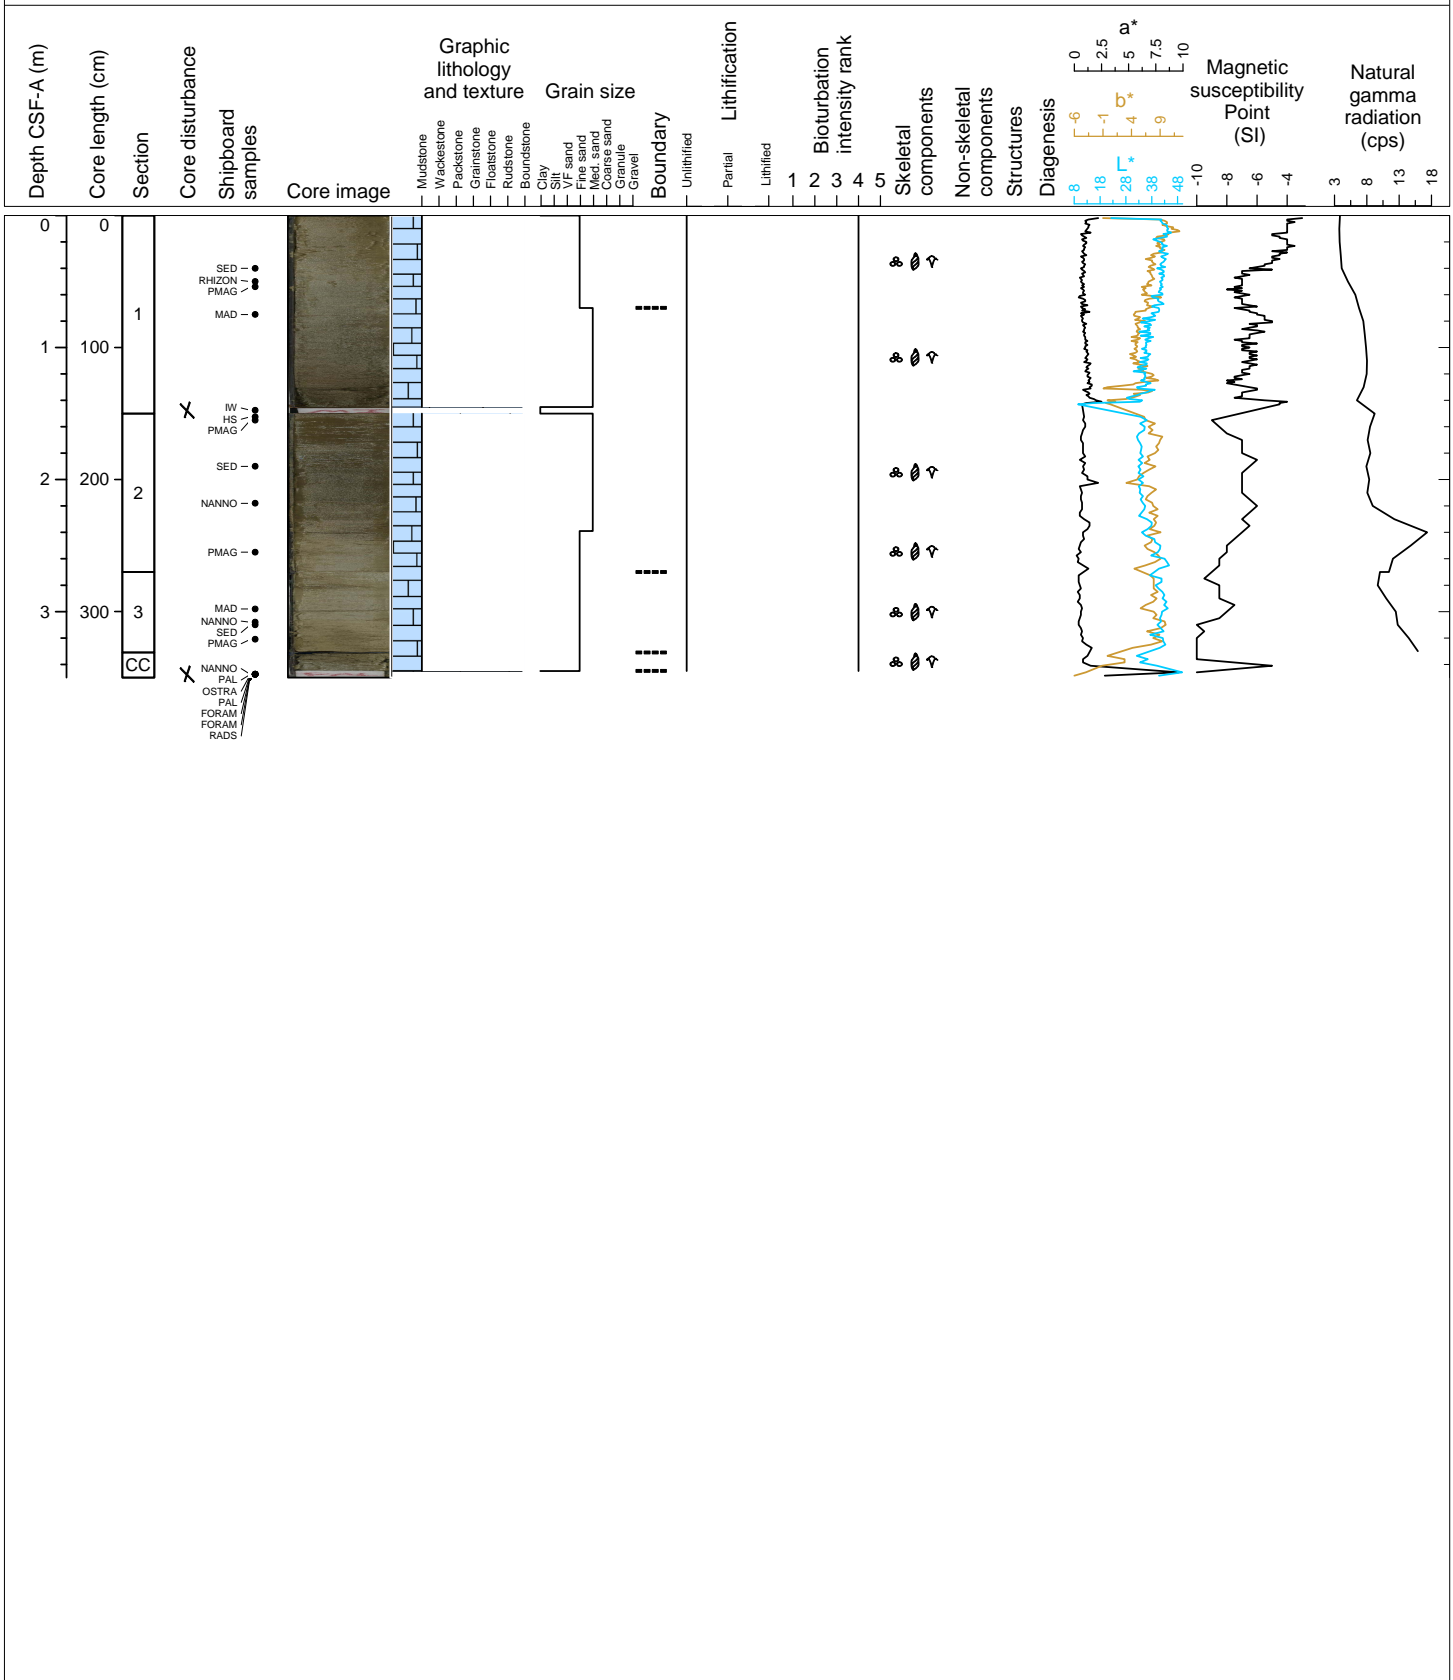 Depth CSF-A (m)
Core length (cm)
Section
Core disturbance
Shipboard
samples
Core image
Graphic
lithology
and texture
Mudstone
Wackestone
Packstone
Grainstone
Floatstone
Rudstone
Boundstone
Grain size
Clay
Silt
VF sand
Fine sand
Med. sand
Coarse sand
Granule
Gravel
Boundary
Lithification
Unlithified
Partial
Lithified
Bioturbation
intensity rank
1 2 3 4 5
Skeletal
components
Non-skeletal
components
Structures
Diagenesis
a*
0 2.5 5 7.5 10
b*
-6 -1 4 9
L*
8 18 28 38 48
Magnetic
susceptibility
Point
(SI)
-10 -8 -6 -4
Natural
gamma
radiation
(cps)
3 8 13 18
0 0
SED
RHIZON
PMAG
1
MAD
1 100
IW
HS
PMAG
SED
2 200
2
NANNO
PMAG
MAD
3 300 3
NANNO
SED
PMAG
CC
NANNO
PAL
OSTRA
PAL
FORAM
FORAM
RADS